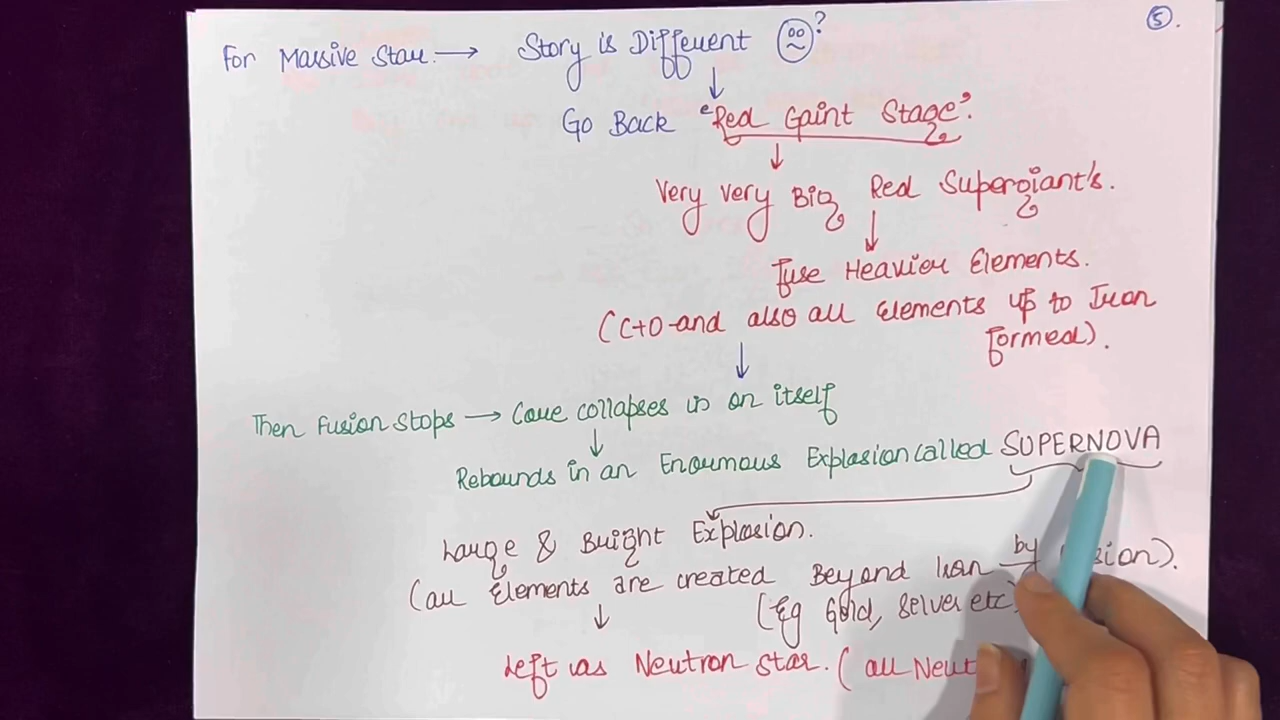 5.
For Massive Star → Story is Different ?
↓
Go Back "Red Gaint Stage".
↓
Very very Big Red Supergiant's.
↓
Fuse Heavier Elements.
(C+O-and also all elements up to Iron
formed).
↓
Then Fusion Stops → Core collapses in on itself
↓
Rebounds in an Enormous Explosion called SUPERNOVA
Large & Bright Explosion.
(all Elements are created Beyond Iron by
(Eg Gold, Selver etc
↓
Left as Neutron Star. (all